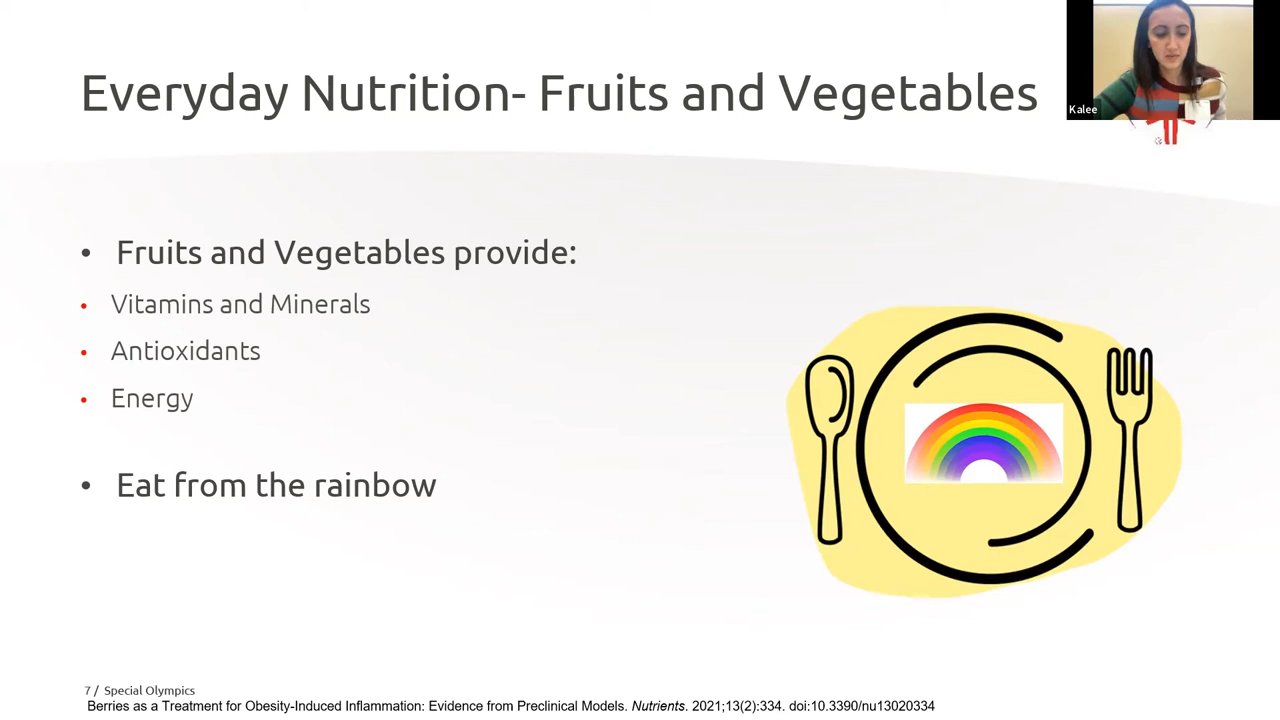 Everyday Nutrition- Fruits and Vegetables
Kalee
• Fruits and Vegetables provide:
• Vitamins and Minerals
• Antioxidants
• Energy
• Eat from the rainbow
7 / Special Olympics
Berries as a Treatment for Obesity-Induced Inflammation: Evidence from Preclinical Models. Nutrients. 2021;13(2):334. doi:10.3390/nu13020334